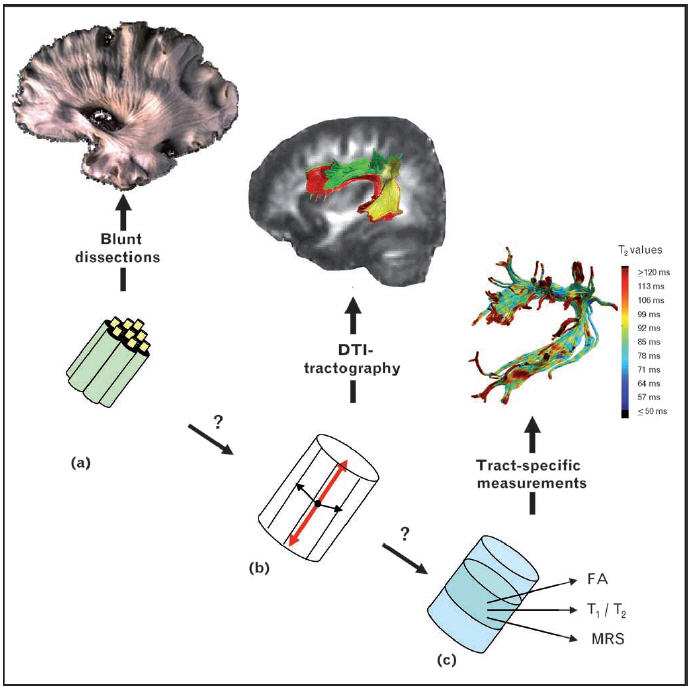 Blunt
dissections
DTI-
tractography
T₂ values
≥120 ms
113 ms
106 ms
99 ms
92 ms
85 ms
78 ms
71 ms
64 ms
57 ms
≤ 50 ms
?
(a)
Tract-specific
measurements
?
(b)
FA
T₁ / T₂
MRS
(c)